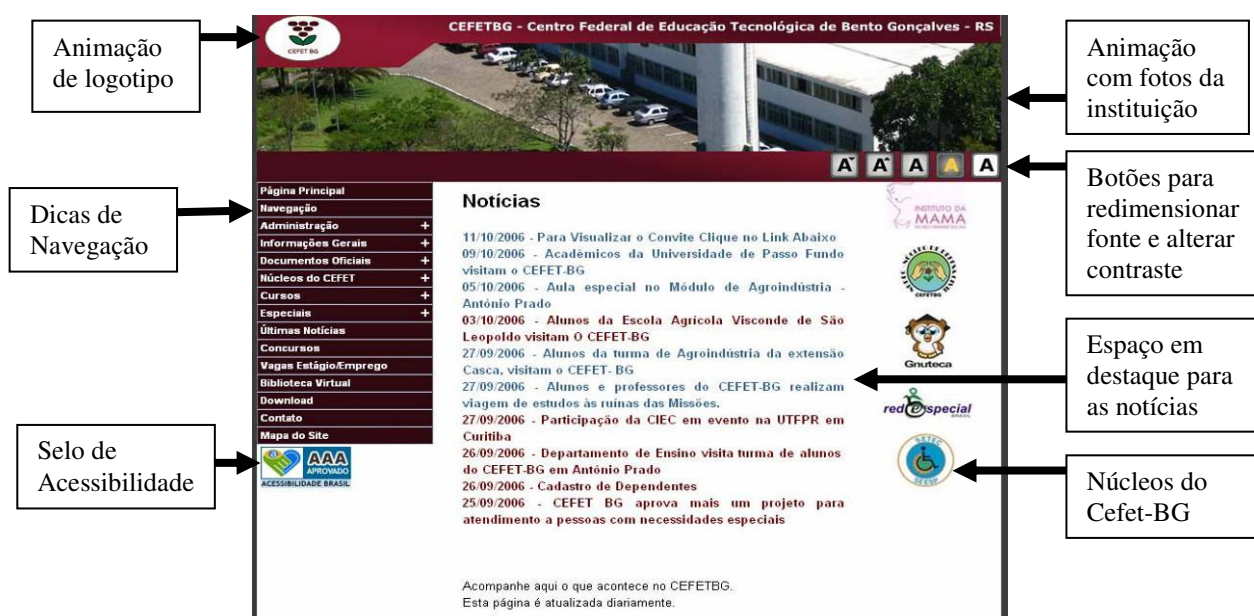 Animação
de logotipo
Dicas de
Navegação
Selo de
Acessibilidade
CEFET BG
CEFETBG - Centro Federal de Educação Tecnológica de Bento Gonçalves - RS
A A A A A
Página Principal
Navegação
Administração +
Informações Gerais +
Documentos Oficiais +
Núcleos do CEFET +
Cursos +
Especiais +
Últimas Notícias
Concursos
Vagas Estágio/Emprego
Biblioteca Virtual
Download
Contato
Mapa do Site
AAA
APROVADO
ACESSIBILIDADE BRASIL
Notícias
11/10/2006 - Para Visualizar o Convite Clique no Link Abaixo
09/10/2006 - Acadêmicos da Universidade de Passo Fundo
visitam o CEFET-BG
05/10/2006 - Aula especial no Módulo de Agroindústria -
Antônio Prado
03/10/2006 - Alunos da Escola Agrícola Visconde de São
Leopoldo visitam O CEFET-BG
27/09/2006 - Alunos da turma de Agroindústria da extensão
Casca, visitam o CEFET- BG
27/09/2006 - Alunos e professores do CEFET-BG realizam
viagem de estudos às ruínas das Missões.
27/09/2006 - Participação da CIEC em evento na UTFPR em
Curitiba
26/09/2006 - Departamento de Ensino visita turma de alunos
do CEFET-BG em Antônio Prado
26/09/2006 - Cadastro de Dependentes
25/09/2006 - CEFET BG aprova mais um projeto para
atendimento a pessoas com necessidades especiais
Acompanhe aqui o que acontece no CEFETBG.
Esta página é atualizada diariamente.
INSTITUTO DA
MAMA
CEFETBG
Gnuteca
redespecial
BRASIL
SETEC
SEESP
Animação
com fotos da
instituição
Botões para
redimensionar
fonte e alterar
contraste
Espaço em
destaque para
as notícias
Núcleos do
Cefet-BG